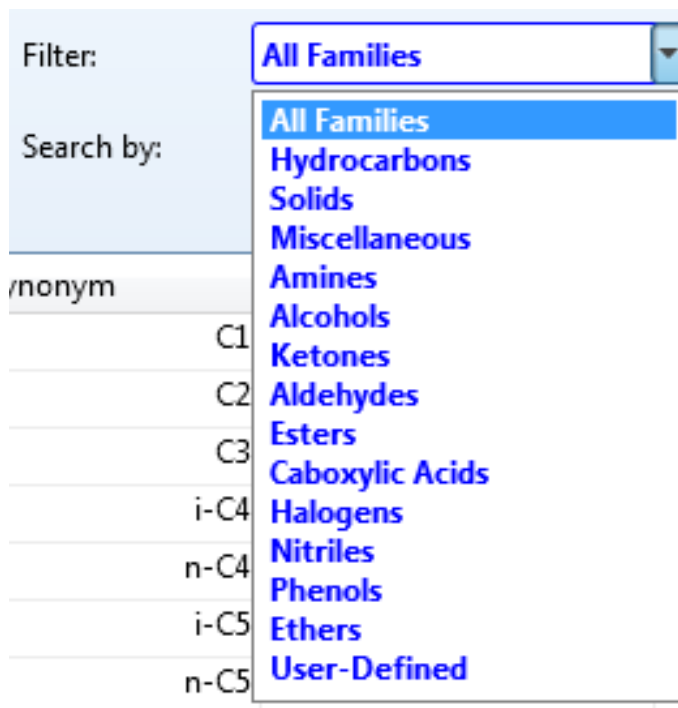 Filter:
All Families
Search by:
All Families
Hydrocarbons
Solids
Miscellaneous
Amines
Alcohols
Ketones
Aldehydes
Esters
Caboxylic Acids
Halogens
Nitriles
Phenols
Ethers
User-Defined
ynonym
C1
C2
C3
i-C4
n-C4
i-C5
n-C5